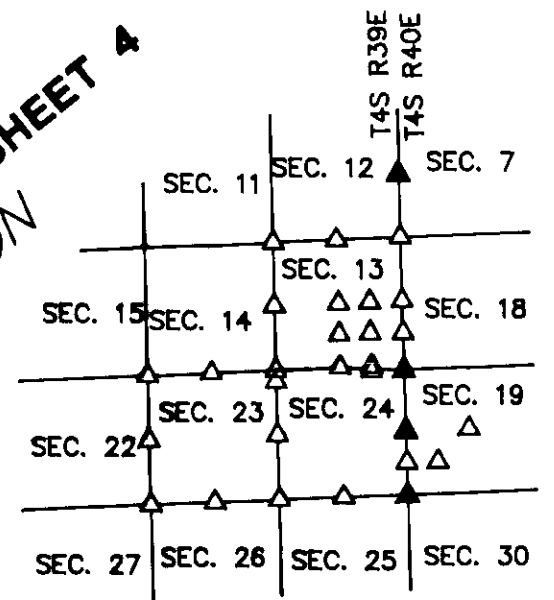 SHEET 4
T4S R39E
T4S R40E
SEC. 11
SEC. 12
SEC. 7
SEC. 13
SEC. 15
SEC. 14
SEC. 18
SEC. 23
SEC. 24
SEC. 19
SEC. 22
SEC. 27
SEC. 26
SEC. 25
SEC. 30